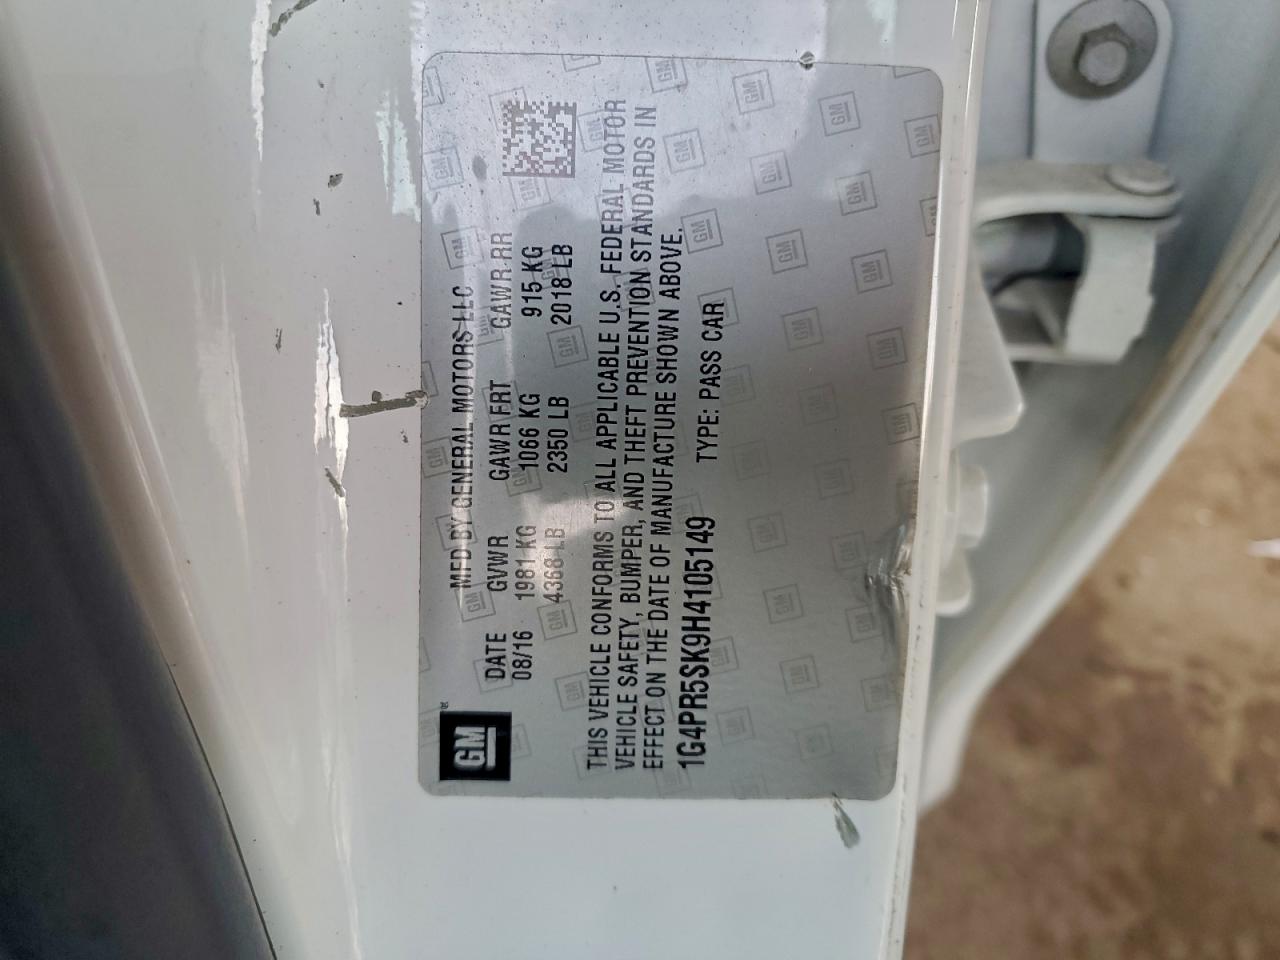 GM
MFD BY GENERAL MOTORS LLC
DATE GVWR GAWR FRT GAWR RR
08/16 1981 KG 1066 KG 915 KG
4368 LB 2350 LB 2018 LB
THIS VEHICLE CONFORMS TO ALL APPLICABLE U.S. FEDERAL MOTOR
VEHICLE SAFETY, BUMPER, AND THEFT PREVENTION STANDARDS IN
EFFECT ON THE DATE OF MANUFACTURE SHOWN ABOVE.
1G4PR5SK9H4105149 TYPE: PASS CAR